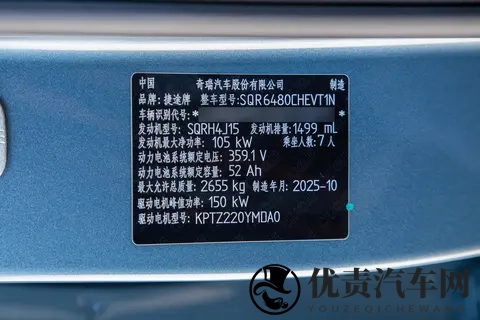 中国 奇瑞汽车股份有限公司 制造
品牌:捷途牌 整车型号:SQR6480CHEVT1N
车辆识别代号:* *
发动机型号: SQRH4J15 发动机排量:1499 mL
发动机最大净功率: 105 kW 乘坐人数:7人
动力电池系统额定电压: 359.1 V
动力电池系统额定容量: 52 Ah
最大允许总质量: 2655 kg 制造年月: 2025-10
驱动电机峰值功率: 150 kW
驱动电机型号: KPTZ220YMDA0
优责汽车网
YOUZEQICHEWANG